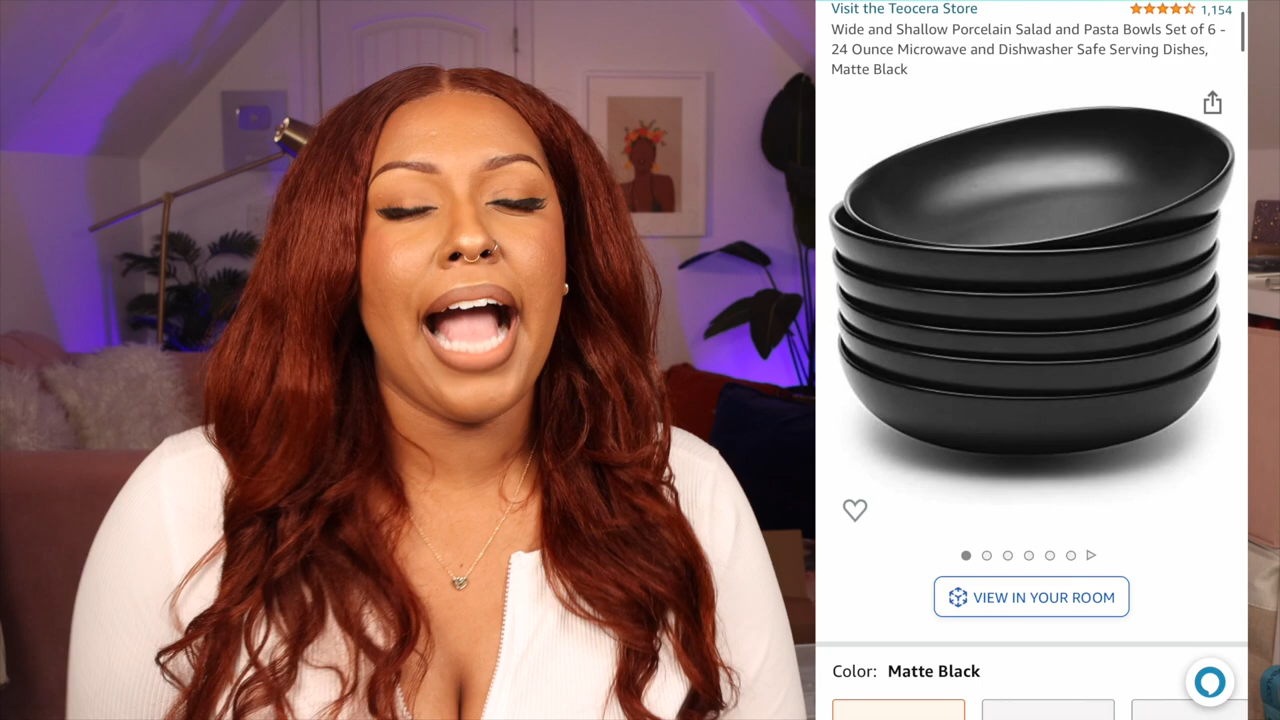 Visit the Teocera Store
1,154
Wide and Shallow Porcelain Salad and Pasta Bowls Set of 6 -
24 Ounce Microwave and Dishwasher Safe Serving Dishes,
Matte Black
VIEW IN YOUR ROOM
Color: Matte Black